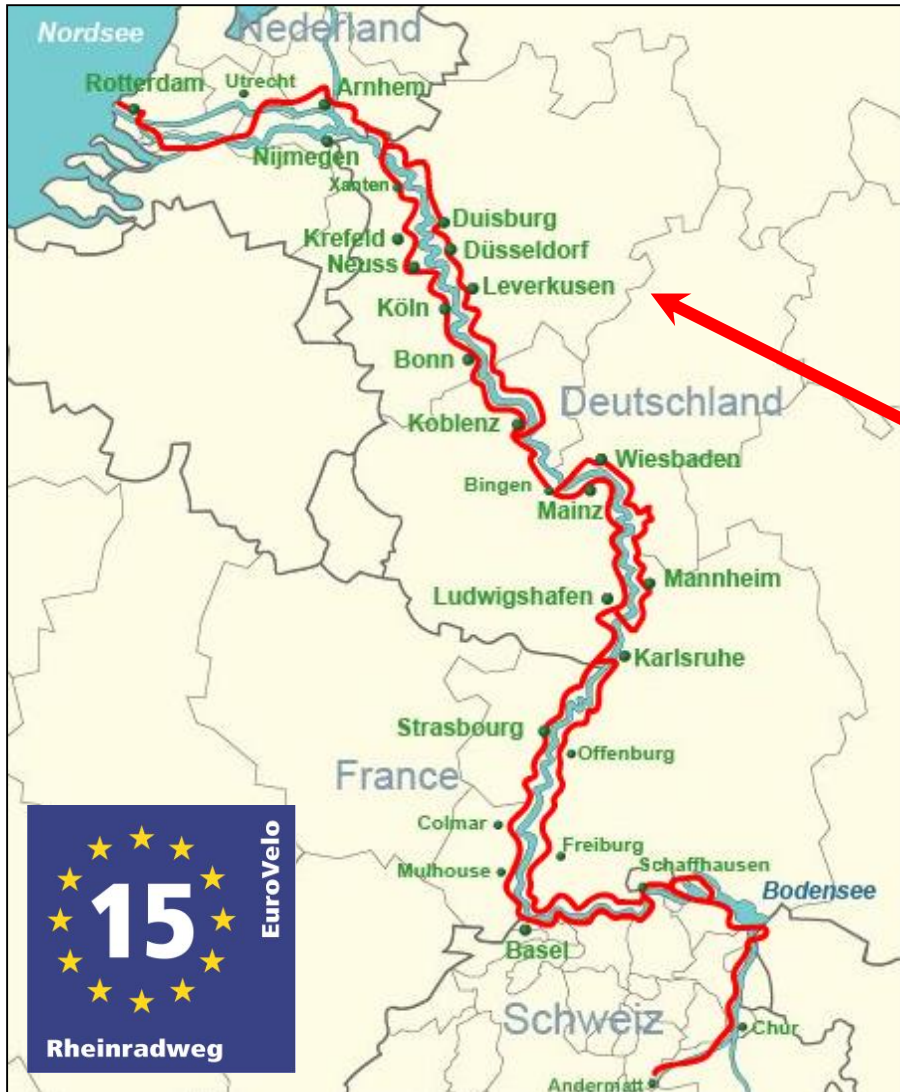 Nordsee
Nederland
Rotterdam
Utrecht
Arnhem
Nijmegen
Xanten
Duisburg
Krefeld
Düsseldorf
Neuss
Leverkusen
Köln
Bonn
Deutschland
Koblenz
Wiesbaden
Bingen
Mainz
Mannheim
Ludwigshafen
Karlsruhe
Strasbourg
Offenburg
France
Colmar
Freiburg
Mulhouse
Schaffhausen
Bodensee
Basel
Schweiz
Chur
Andermatt
EuroVelo
15
Rheinradweg